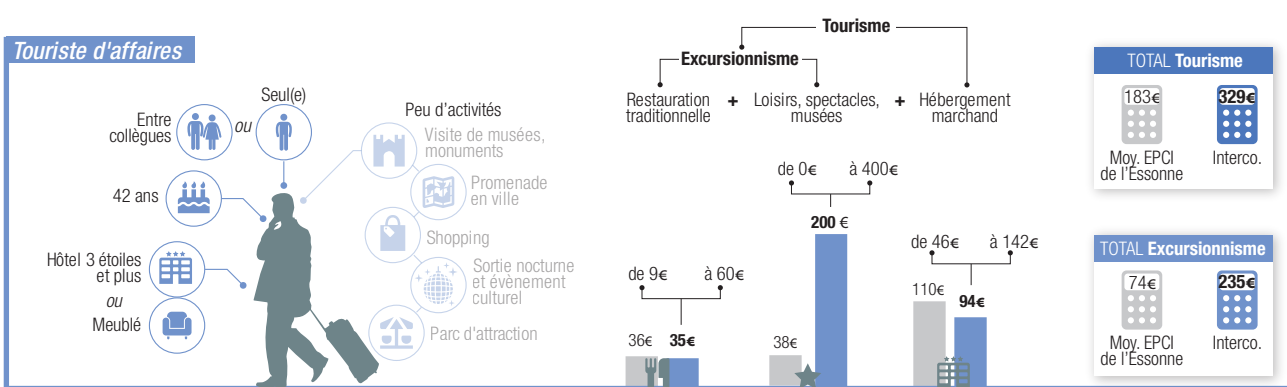 Touriste d'affaires
Seul(e)
Entre
collègues
ou
42 ans
Hôtel 3 étoiles
et plus
ou
Meublé
Peu d'activités
Visite de musées,
monuments
Promenade
en ville
Shopping
Sortie nocturne
et évènement
culturel
Parc d'attraction
Tourisme
Excursionnisme
Restauration
traditionnelle
+
Loisirs, spectacles,
musées
+
Hébergement
marchand
de 9€ à 60€
36€ 35€
de 0€ à 400€
200 €
38€
de 46€ à 142€
110€ 94€
TOTAL Tourisme
183€ 329€
Moy. EPCI
de l'Essonne
Interco.
TOTAL Excursionnisme
74€ 235€
Moy. EPCI
de l'Essonne
Interco.